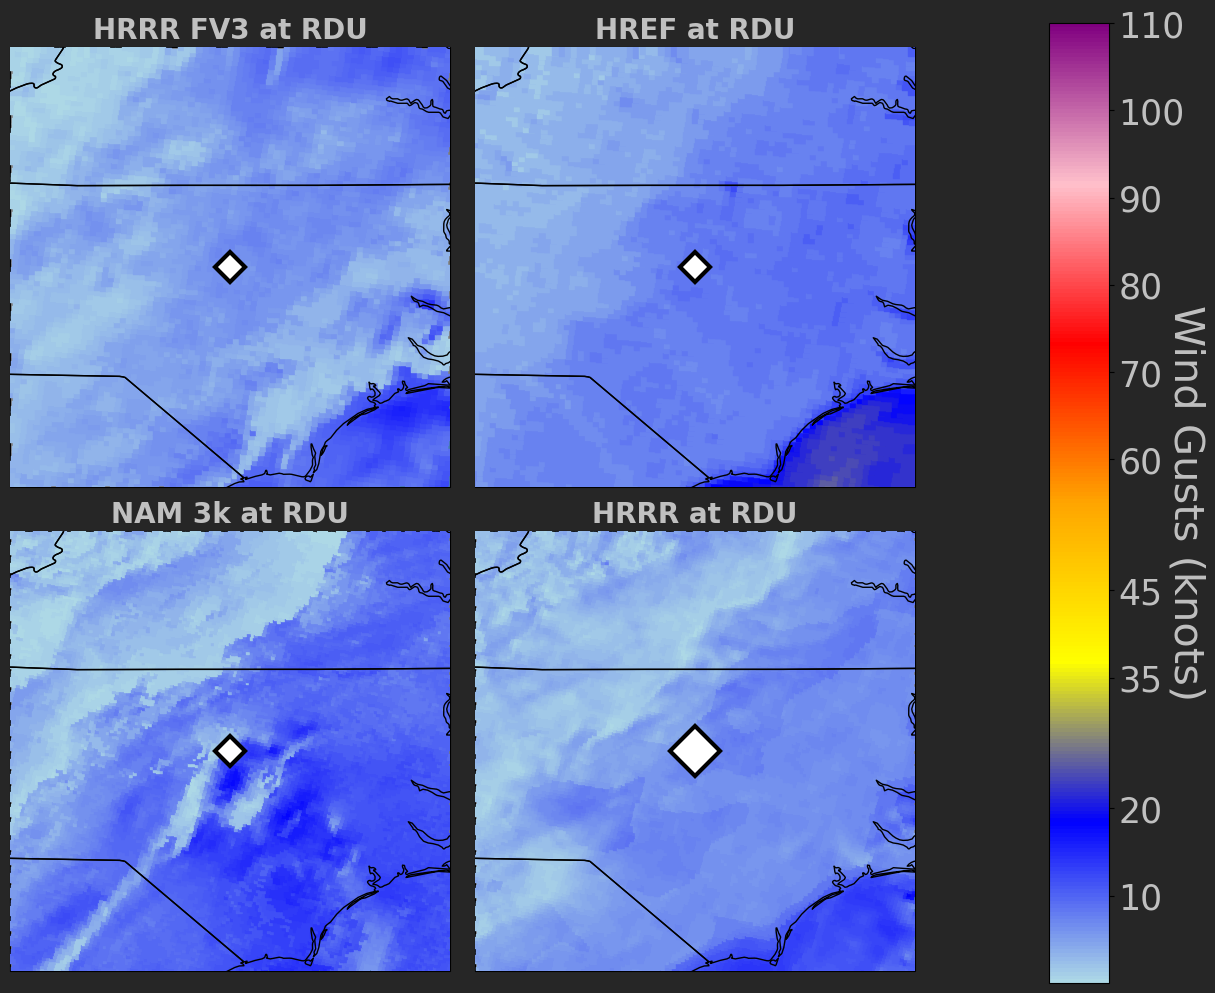 HRRR FV3 at RDU
HREF at RDU
NAM 3k at RDU
HRRR at RDU
110
100
90
80
70
60
45
35
20
10
Wind Gusts (knots)